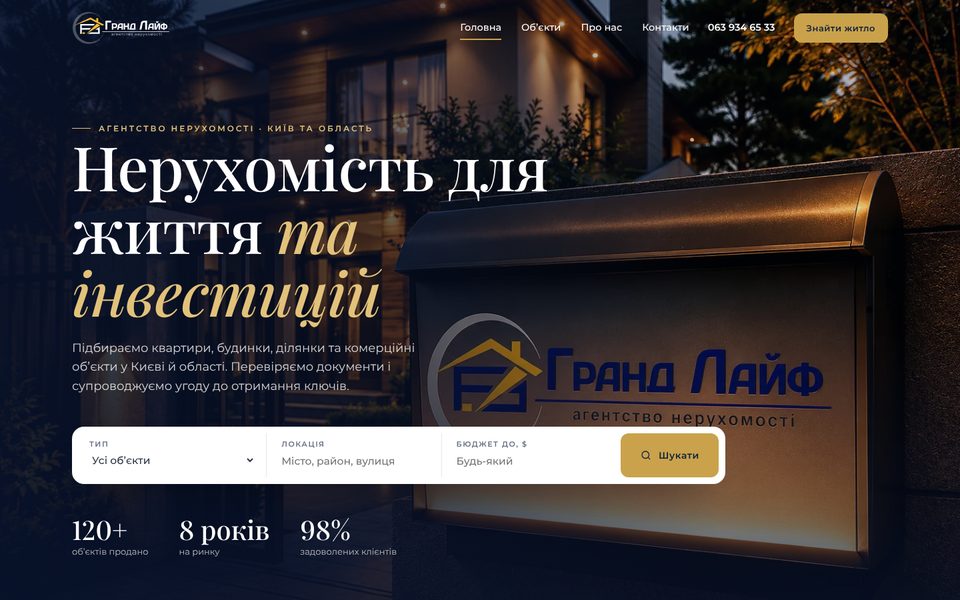 Гранд Лайф
агентство нерухомості
Головна
Об'єкти
Про нас
Контакти
063 934 65 33
Знайти житло
АГЕНТСТВО НЕРУХОМОСТІ · КИЇВ ТА ОБЛАСТЬ
Нерухомість для
життя та
інвестицій
Підбираємо квартири, будинки, ділянки та комерційні
об'єкти у Києві й області. Перевіряємо документи і
супроводжуємо угоду до отримання ключів.
Гранд Лайф
агентство нерухомості
ТИП
Усі об'єкти
ЛОКАЦІЯ
Місто, район, вулиця
БЮДЖЕТ ДО, $
Будь-який
Шукати
120+
об'єктів продано
8 років
на ринку
98%
задоволених клієнтів